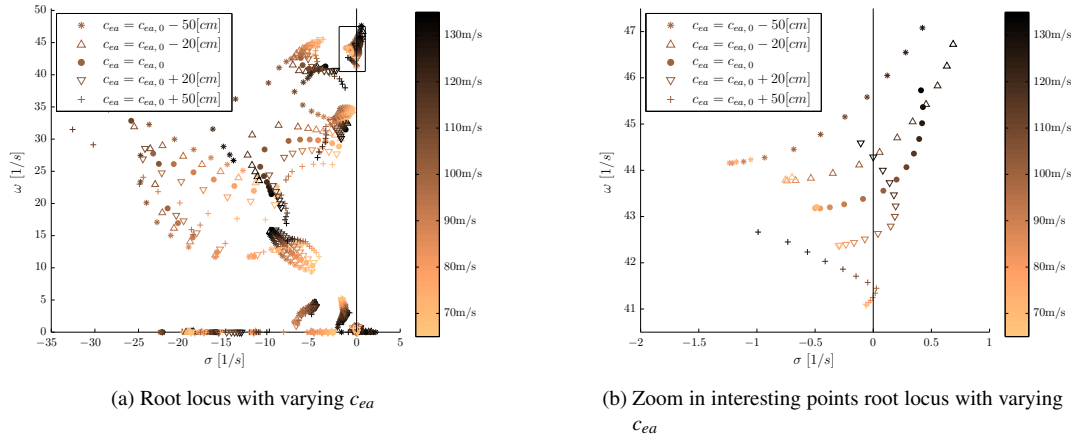 50
45
40
35
30
25
20
15
10
5
0
ω [1/s]
−35 −30 −25 −20 −15 −10 −5 0 5
σ [1/s]
c_{ea} = c_{ea,0} − 50[cm]
c_{ea} = c_{ea,0} − 20[cm]
c_{ea} = c_{ea,0}
c_{ea} = c_{ea,0} + 20[cm]
c_{ea} = c_{ea,0} + 50[cm]
130m/s
120m/s
110m/s
100m/s
90m/s
80m/s
70m/s
(a) Root locus with varying c_{ea}
47
46
45
44
43
42
41
ω [1/s]
−2 −1 0 1
σ [1/s]
c_{ea} = c_{ea,0} − 50[cm]
c_{ea} = c_{ea,0} − 20[cm]
c_{ea} = c_{ea,0}
c_{ea} = c_{ea,0} + 20[cm]
c_{ea} = c_{ea,0} + 50[cm]
130m/s
120m/s
110m/s
100m/s
90m/s
80m/s
70m/s
(b) Zoom in interesting points root locus with varying
c_{ea}